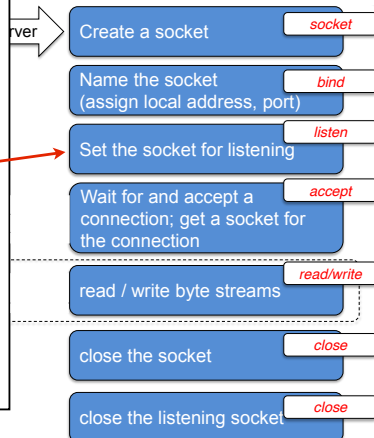 rver
Create a socket
socket
Name the socket
(assign local address, port)
bind
Set the socket for listening
listen
Wait for and accept a
connection; get a socket for
the connection
accept
read / write byte streams
read/write
close the socket
close
close the listening socket
close